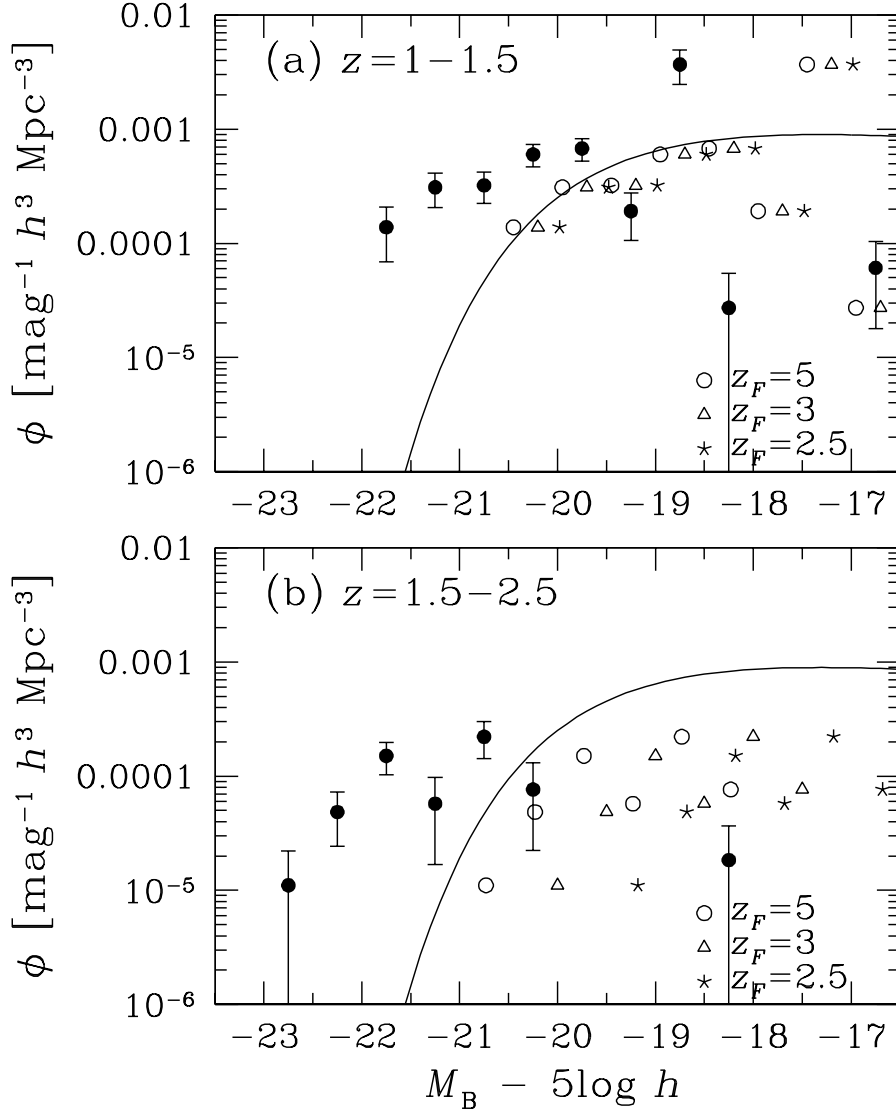 0.01
(a) z=1−1.5
0.001
0.0001
10⁻⁵
10⁻⁶
ϕ [mag⁻¹ h³ Mpc⁻³]
z_F=5
z_F=3
z_F=2.5
−23 −22 −21 −20 −19 −18 −17
0.01
(b) z=1.5−2.5
0.001
0.0001
10⁻⁵
10⁻⁶
ϕ [mag⁻¹ h³ Mpc⁻³]
z_F=5
z_F=3
z_F=2.5
−23 −22 −21 −20 −19 −18 −17
M_B − 5log h